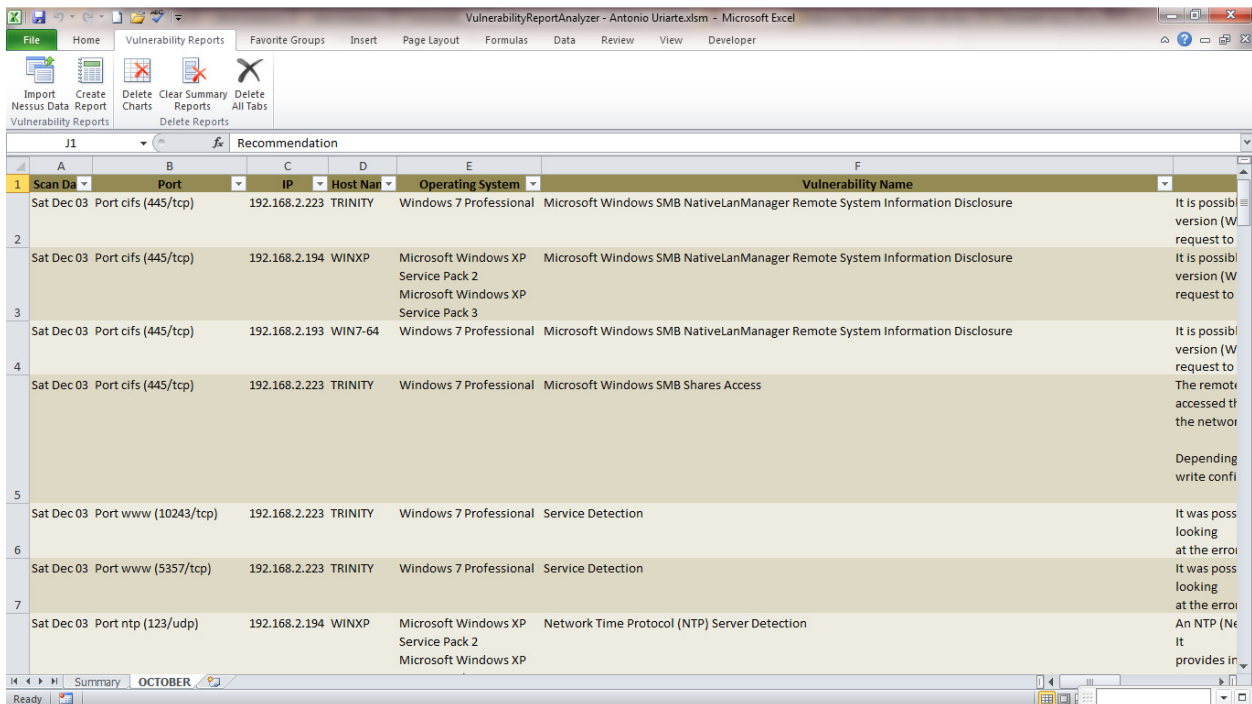 VulnerabilityReportAnalyzer - Antonio Uriarte.xlsm - Microsoft Excel
File Home Vulnerability Reports Favorite Groups Insert Page Layout Formulas Data Review View Developer
Import Nessus Data
Create Report
Delete Charts
Clear Summary Reports
Delete All Tabs
Vulnerability Reports Delete Reports
J1 fx Recommendation
A B C D E F
1 Scan Da Port IP Host Nan Operating System Vulnerability Name
2 Sat Dec 03 Port cifs (445/tcp) 192.168.2.223 TRINITY Windows 7 Professional Microsoft Windows SMB NativeLanManager Remote System Information Disclosure It is possibl
version (W
request to
3 Sat Dec 03 Port cifs (445/tcp) 192.168.2.194 WINXP Microsoft Windows XP Microsoft Windows SMB NativeLanManager Remote System Information Disclosure It is possibl
Service Pack 2 version (W
Microsoft Windows XP request to
Service Pack 3
4 Sat Dec 03 Port cifs (445/tcp) 192.168.2.193 WIN7-64 Windows 7 Professional Microsoft Windows SMB NativeLanManager Remote System Information Disclosure It is possibl
version (W
request to
5 Sat Dec 03 Port cifs (445/tcp) 192.168.2.223 TRINITY Windows 7 Professional Microsoft Windows SMB Shares Access The remote
accessed th
the networ
Depending
write confi
6 Sat Dec 03 Port www (10243/tcp) 192.168.2.223 TRINITY Windows 7 Professional Service Detection It was poss
looking
at the error
7 Sat Dec 03 Port www (5357/tcp) 192.168.2.223 TRINITY Windows 7 Professional Service Detection It was poss
looking
at the error
Sat Dec 03 Port ntp (123/udp) 192.168.2.194 WINXP Microsoft Windows XP Network Time Protocol (NTP) Server Detection An NTP (Ne
Service Pack 2 It
Microsoft Windows XP provides in
Summary OCTOBER
Ready